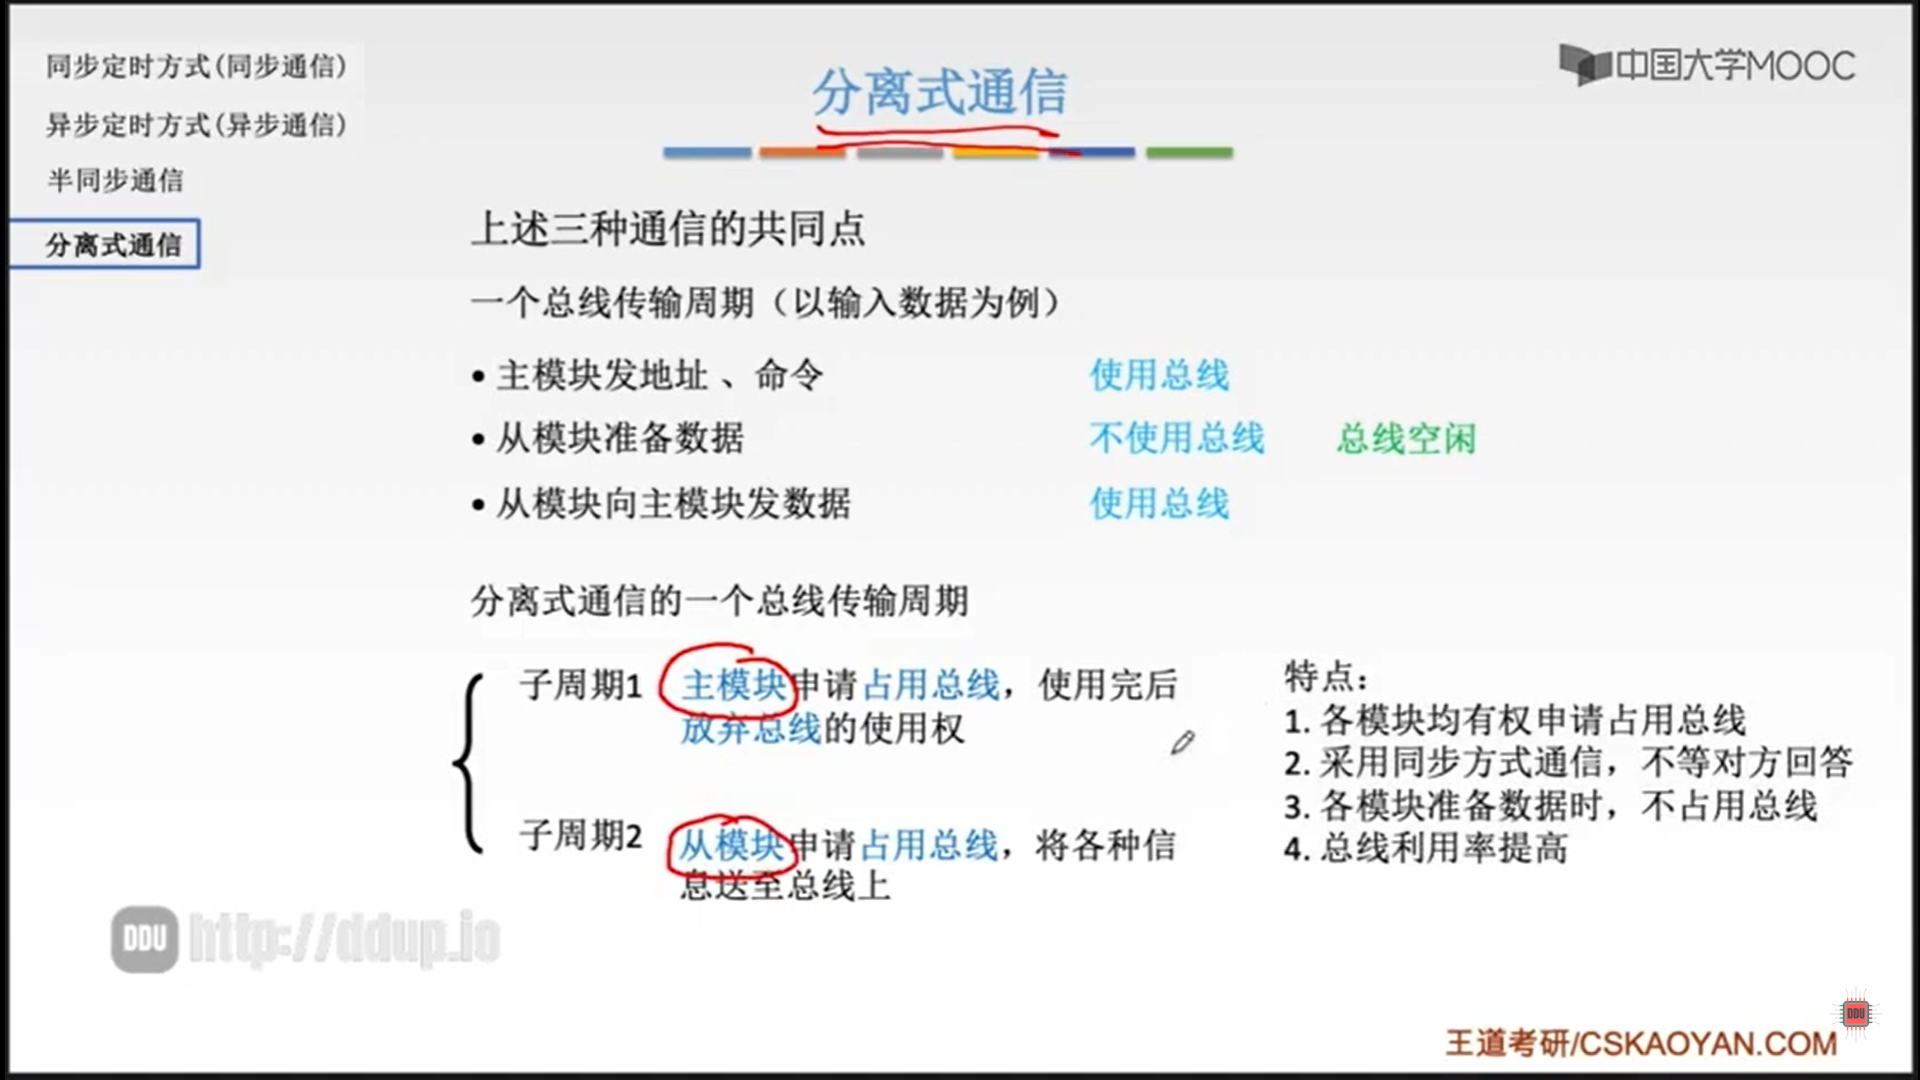 同步定时方式(同步通信)
异步定时方式(异步通信)
半同步通信
分离式通信
分离式通信
中国大学MOOC
上述三种通信的共同点
一个总线传输周期（以输入数据为例）
• 主模块发地址 、命令 使用总线
• 从模块准备数据 不使用总线 总线空闲
• 从模块向主模块发数据 使用总线
分离式通信的一个总线传输周期
子周期1 主模块申请占用总线，使用完后
放弃总线的使用权
子周期2 从模块申请占用总线，将各种信
息送至总线上
特点：
1. 各模块均有权申请占用总线
2. 采用同步方式通信，不等对方回答
3. 各模块准备数据时，不占用总线
4. 总线利用率提高
DDU http://ddup.io
DDU
王道考研/CSKAOYAN.COM